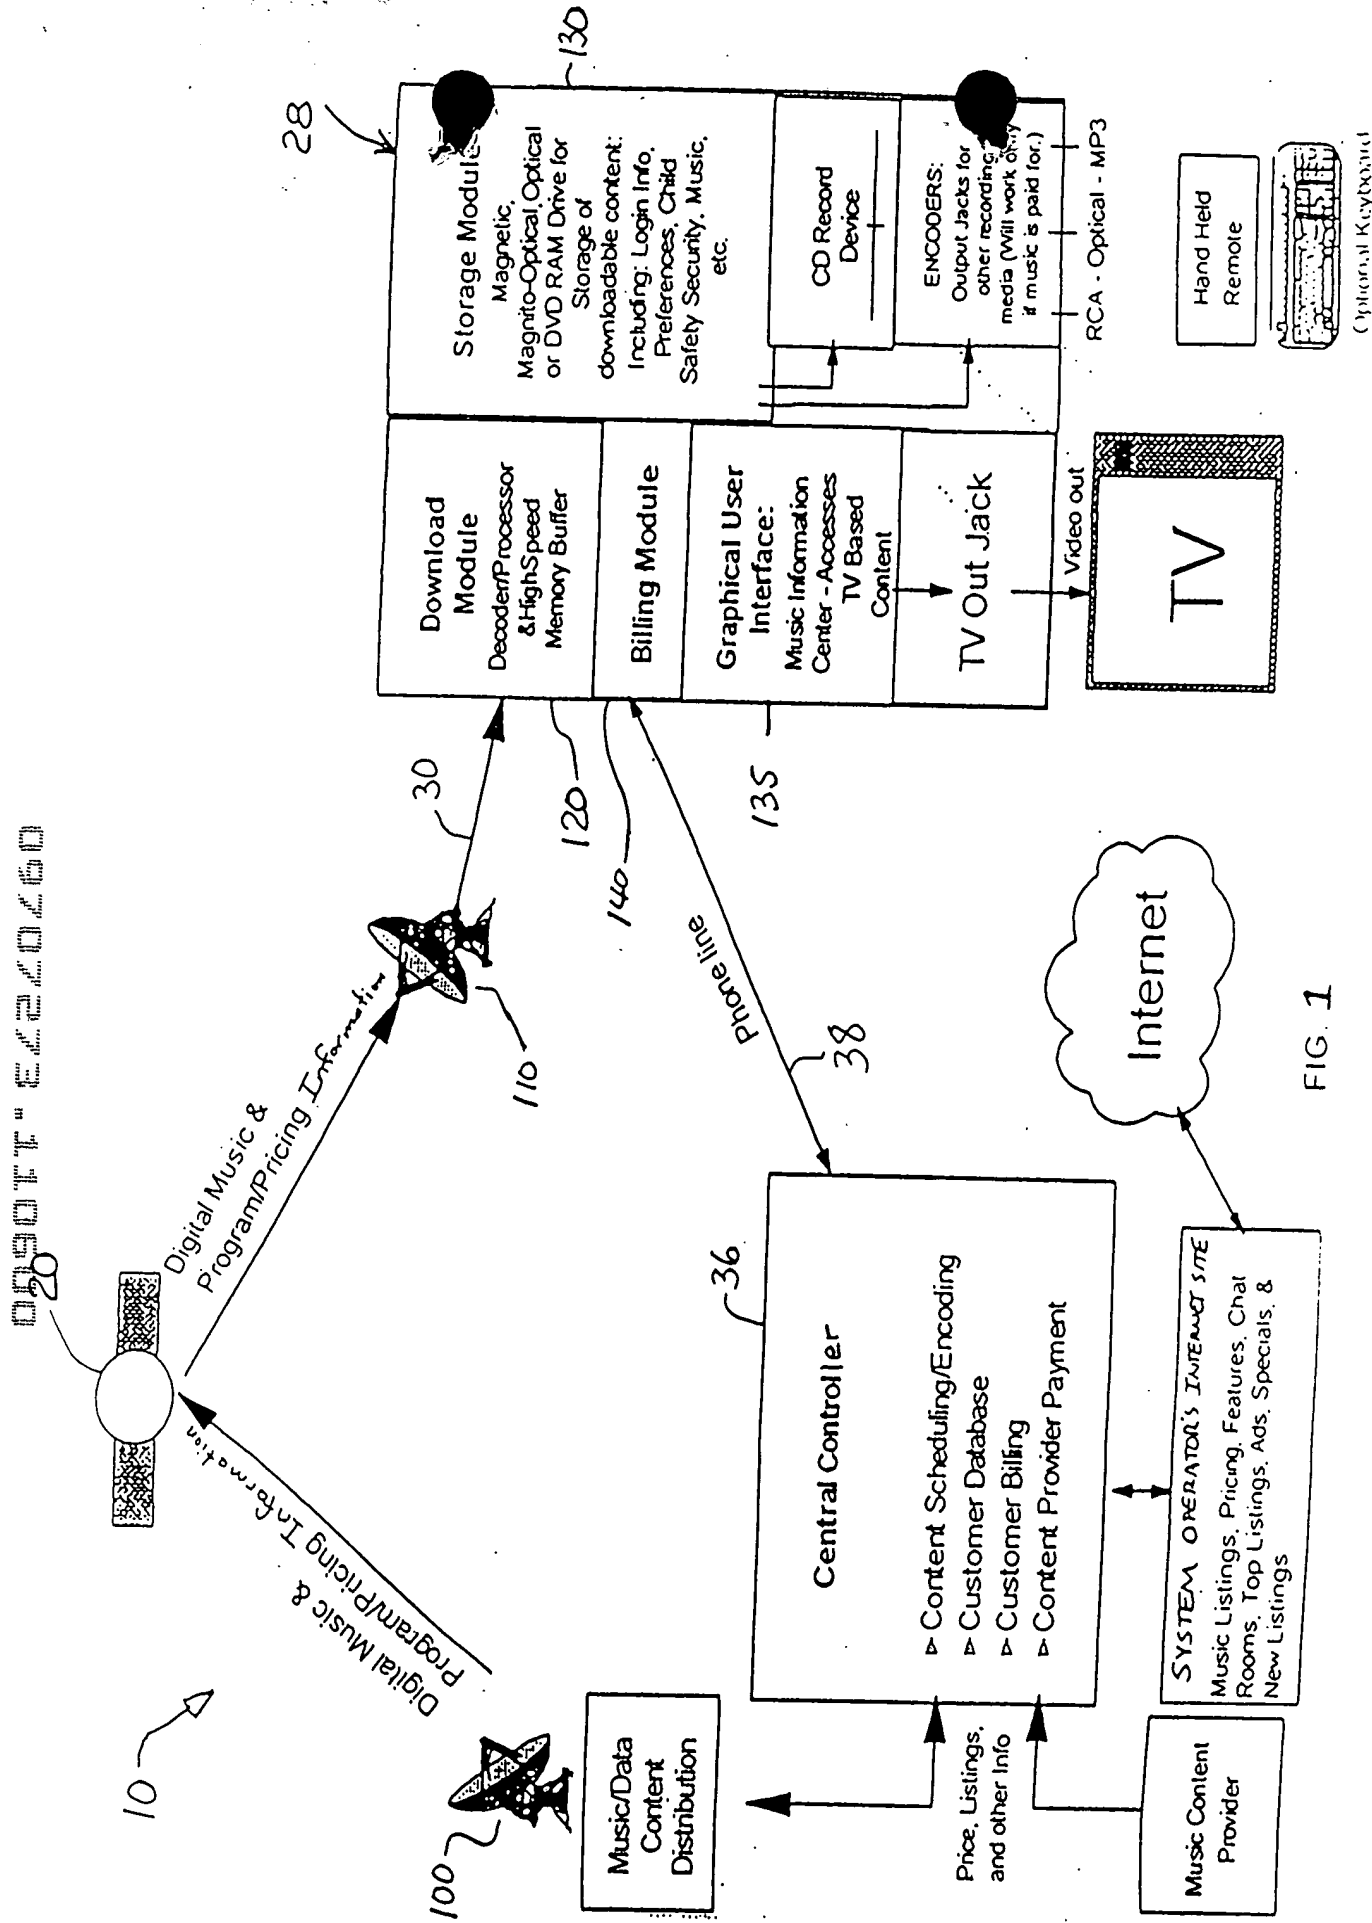 09707273 . 110600
10
20
Digital Music &
Program/Pricing Information
Digital Music &
Program/Pricing Information
100
110
30
120
140
135
28
130
Music/Data
Content
Distribution
Download
Module
Decoder/Processor
& High Speed
Memory Buffer
Billing Module
Graphical User
Interface:
Music Information
Center - Accesses
TV Based
Content
TV Out Jack
Video out
TV
Storage Module
Magnetic,
Magnito-Optical, Optical
or DVD RAM Drive for
Storage of
downloadable content:
Including: Login Info,
Preferences, Child
Safety Security, Music,
etc.
CD Record
Device
ENCODERS:
Output Jacks for
other recording
media (Will work only
if music is paid for.)
RCA - Optical - MP3
Hand Held
Remote
Optional Keyboard
Phone line
38
36
Central Controller
▷ Content Scheduling/Encoding
▷ Customer Database
▷ Customer Billing
▷ Content Provider Payment
Price, Listings,
and other Info
Music Content
Provider
SYSTEM OPERATOR'S INTERNET SITE
Music Listings, Pricing, Features, Chat
Rooms, Top Listings, Ads, Specials, &
New Listings
Internet
FIG. 1